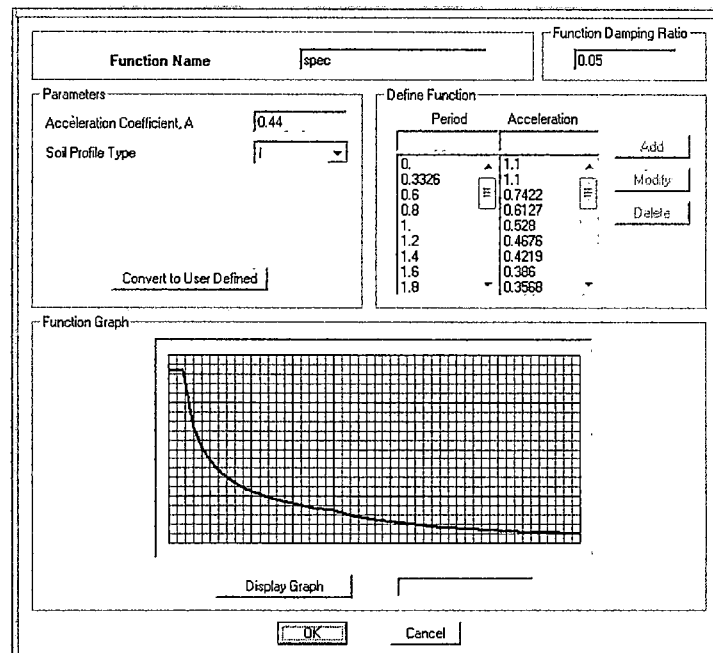 Function Name
spec
Function Damping Ratio
0.05
Parameters
Acceleration Coefficient, A
0.44
Soil Profile Type
I
Convert to User Defined
Define Function
Period Acceleration
0. 1.1
0.3326 1.1
0.6 0.7422
0.8 0.6127
1. 0.528
1.2 0.4676
1.4 0.4219
1.6 0.386
1.8 0.3568
Add
Modify
Delete
Function Graph
Display Graph
OK
Cancel